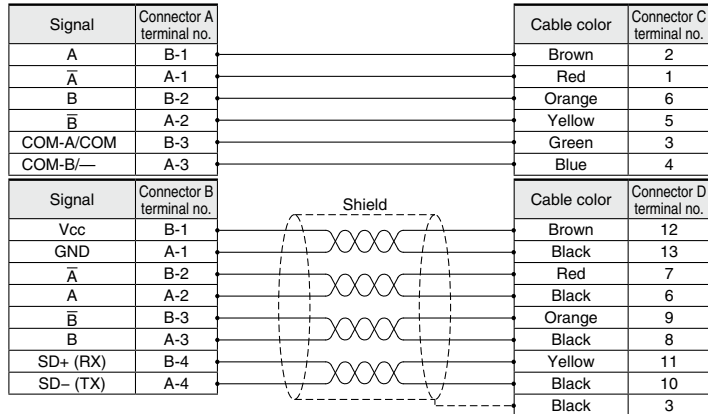 Signal Connector A terminal no. Cable color Connector C terminal no.
A B-1 Brown 2
A̅ A-1 Red 1
B B-2 Orange 6
B̅ A-2 Yellow 5
COM-A/COM B-3 Green 3
COM-B/— A-3 Blue 4
Signal Connector B terminal no. Shield Cable color Connector D terminal no.
Vcc B-1 Brown 12
GND A-1 Black 13
A̅ B-2 Red 7
A A-2 Black 6
B̅ B-3 Orange 9
B A-3 Black 8
SD+ (RX) B-4 Yellow 11
SD− (TX) A-4 Black 10
Black 3